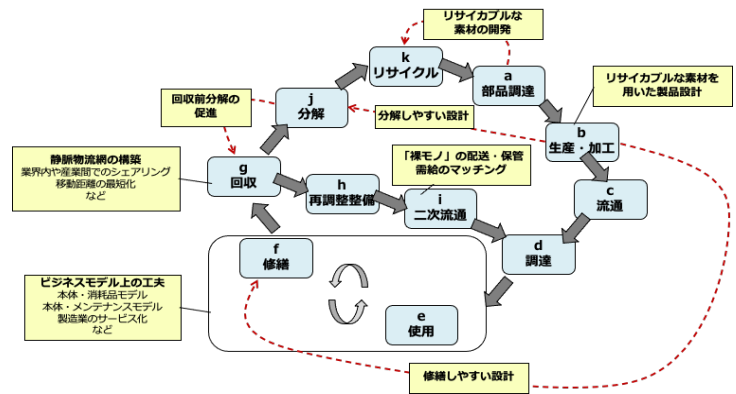 リサイカブルな
素材の開発
k
リサイクル
a
部品調達
リサイカブルな素材を
用いた製品設計
j
分解
回収前分解の
促進
分解しやすい設計
b
生産・加工
静脈物流網の構築
業界内や産業間でのシェアリング
移動距離の最短化
など
g
回収
h
再調整整備
「裸モノ」の配送・保管
需給のマッチング
i
二次流通
c
流通
d
調達
f
修繕
ビジネスモデル上の工夫
本体・消耗品モデル
本体・メンテナンスモデル
製造業のサービス化
など
e
使用
修繕しやすい設計